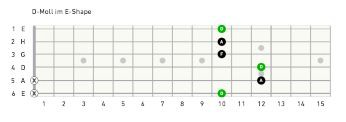 D-Moll im E-Shape
1 E D
2 H A
3 G F
4 D D
5 A X A
6 E X D
1 2 3 4 5 6 7 8 9 10 11 12 13 14 15